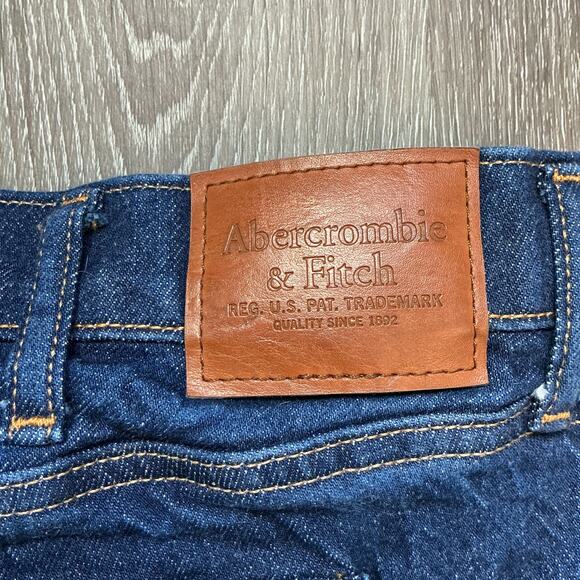 Abercrombie
& Fitch
REG. U.S. PAT. TRADEMARK
QUALITY SINCE 1892